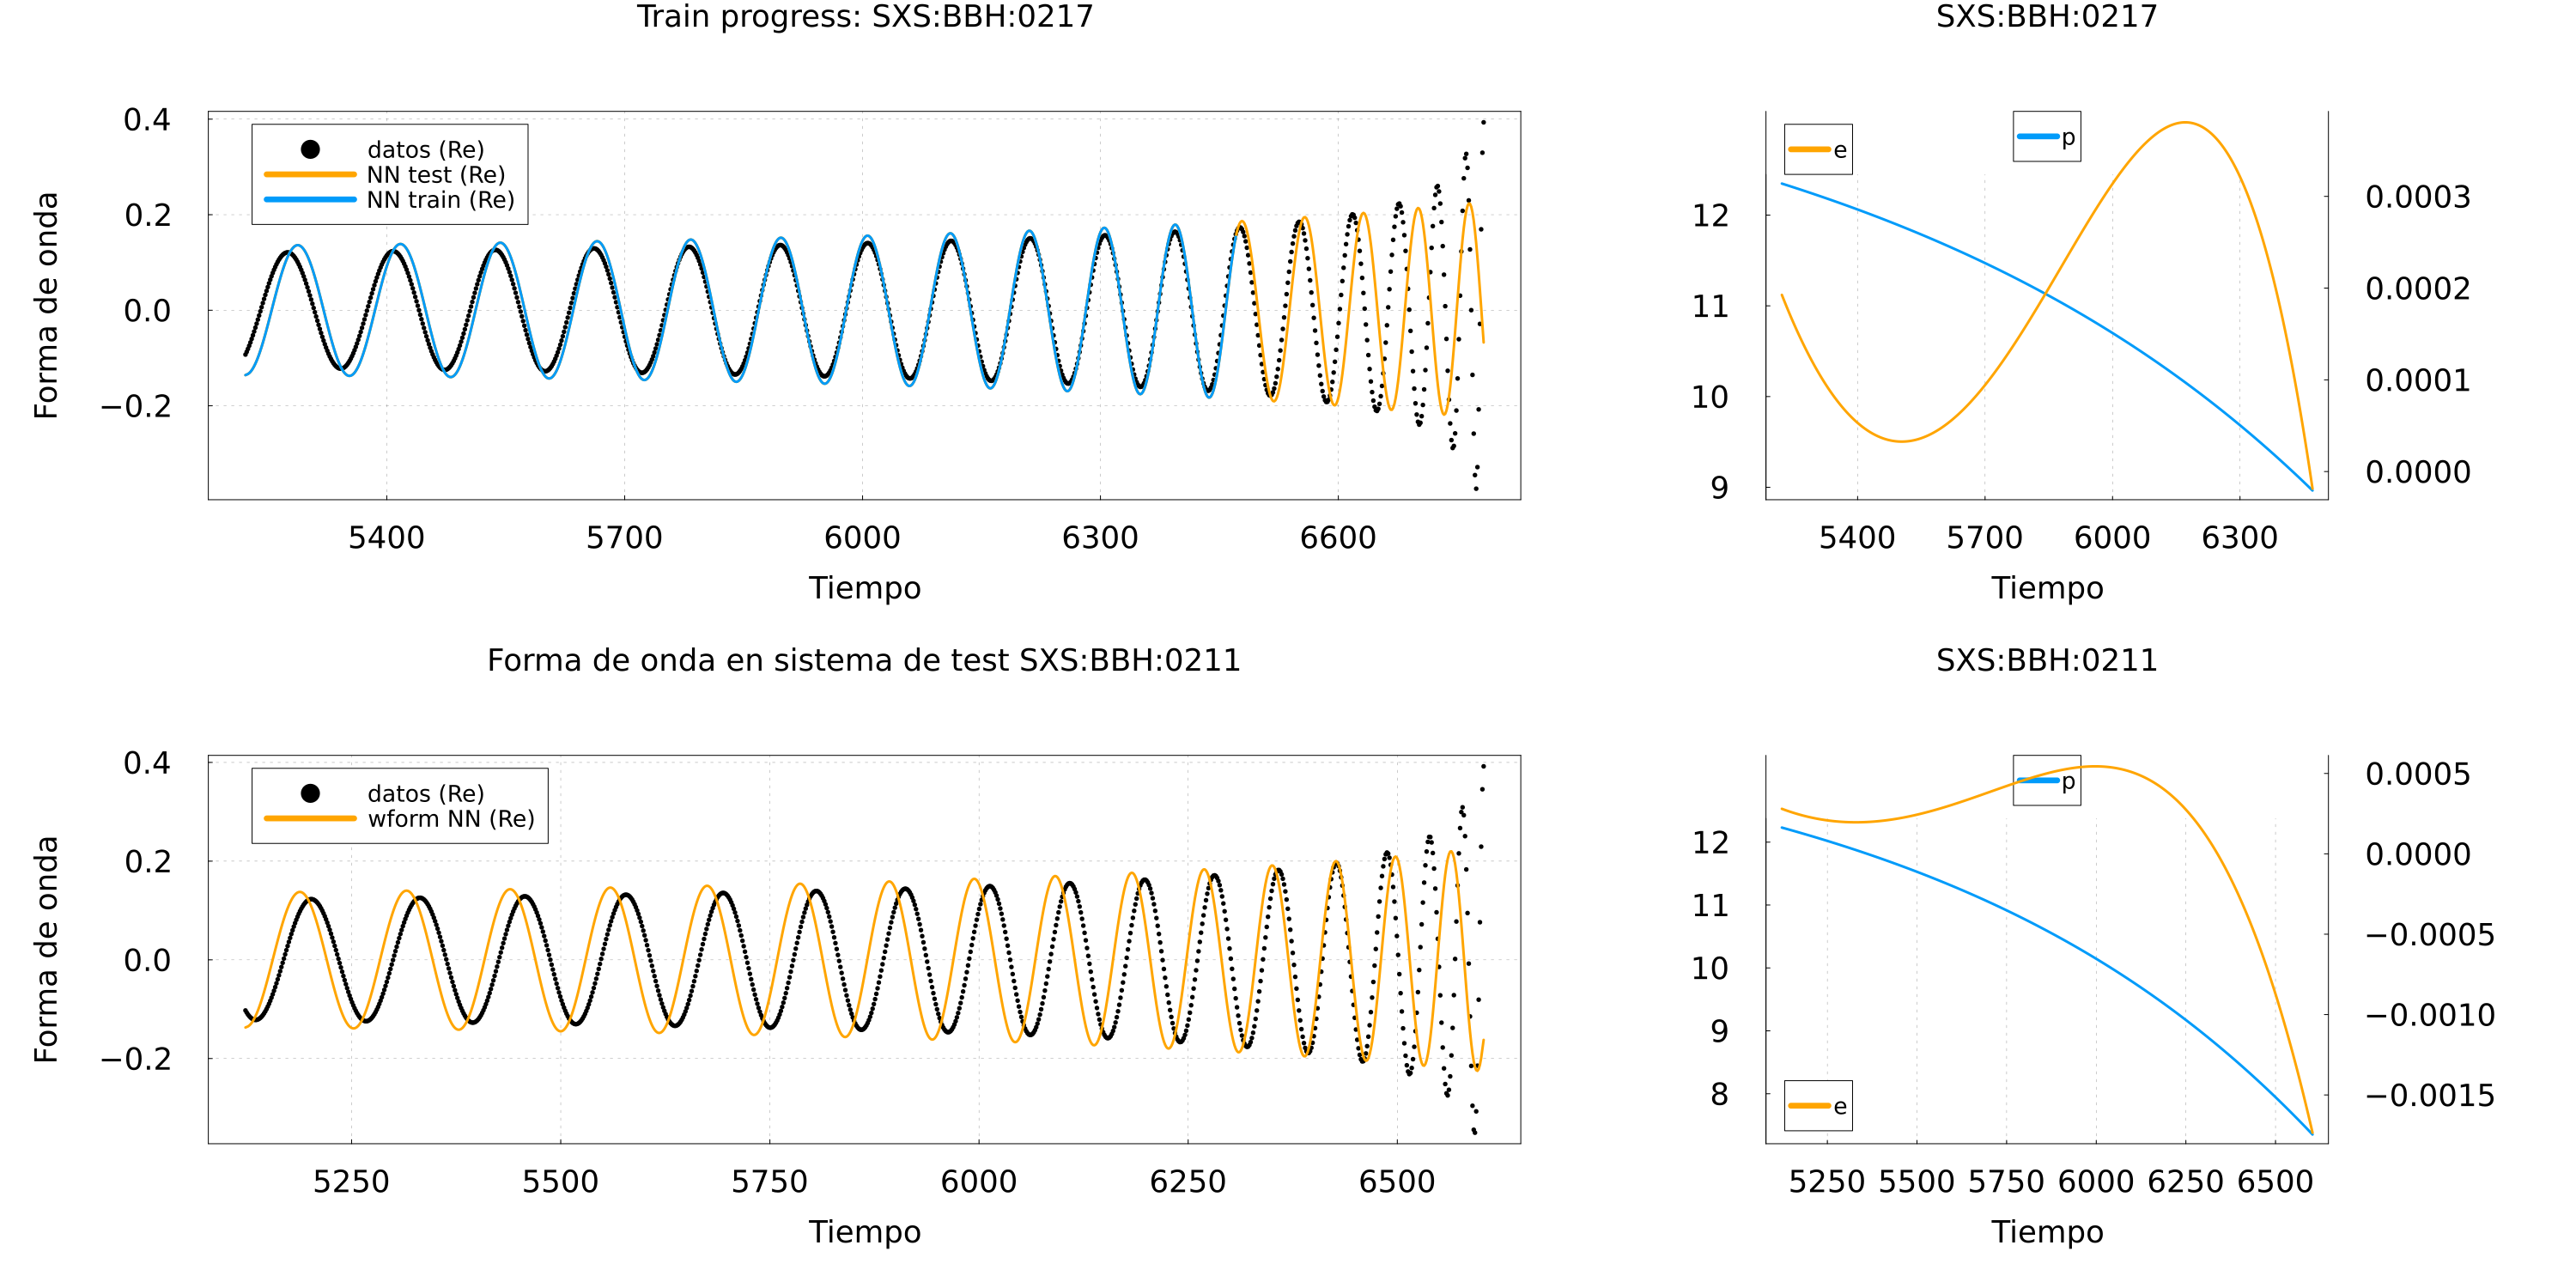 Train progress: SXS:BBH:0217
datos (Re)
NN test (Re)
NN train (Re)
0.4
0.2
0.0
−0.2
Forma de onda
5400 5700 6000 6300 6600
Tiempo
SXS:BBH:0217
e
p
12
11
10
9
0.0003
0.0002
0.0001
0.0000
5400 5700 6000 6300
Tiempo
Forma de onda en sistema de test SXS:BBH:0211
datos (Re)
wform NN (Re)
0.4
0.2
0.0
−0.2
Forma de onda
5250 5500 5750 6000 6250 6500
Tiempo
SXS:BBH:0211
p
e
12
11
10
9
8
0.0005
0.0000
−0.0005
−0.0010
−0.0015
5250 5500 5750 6000 6250 6500
Tiempo